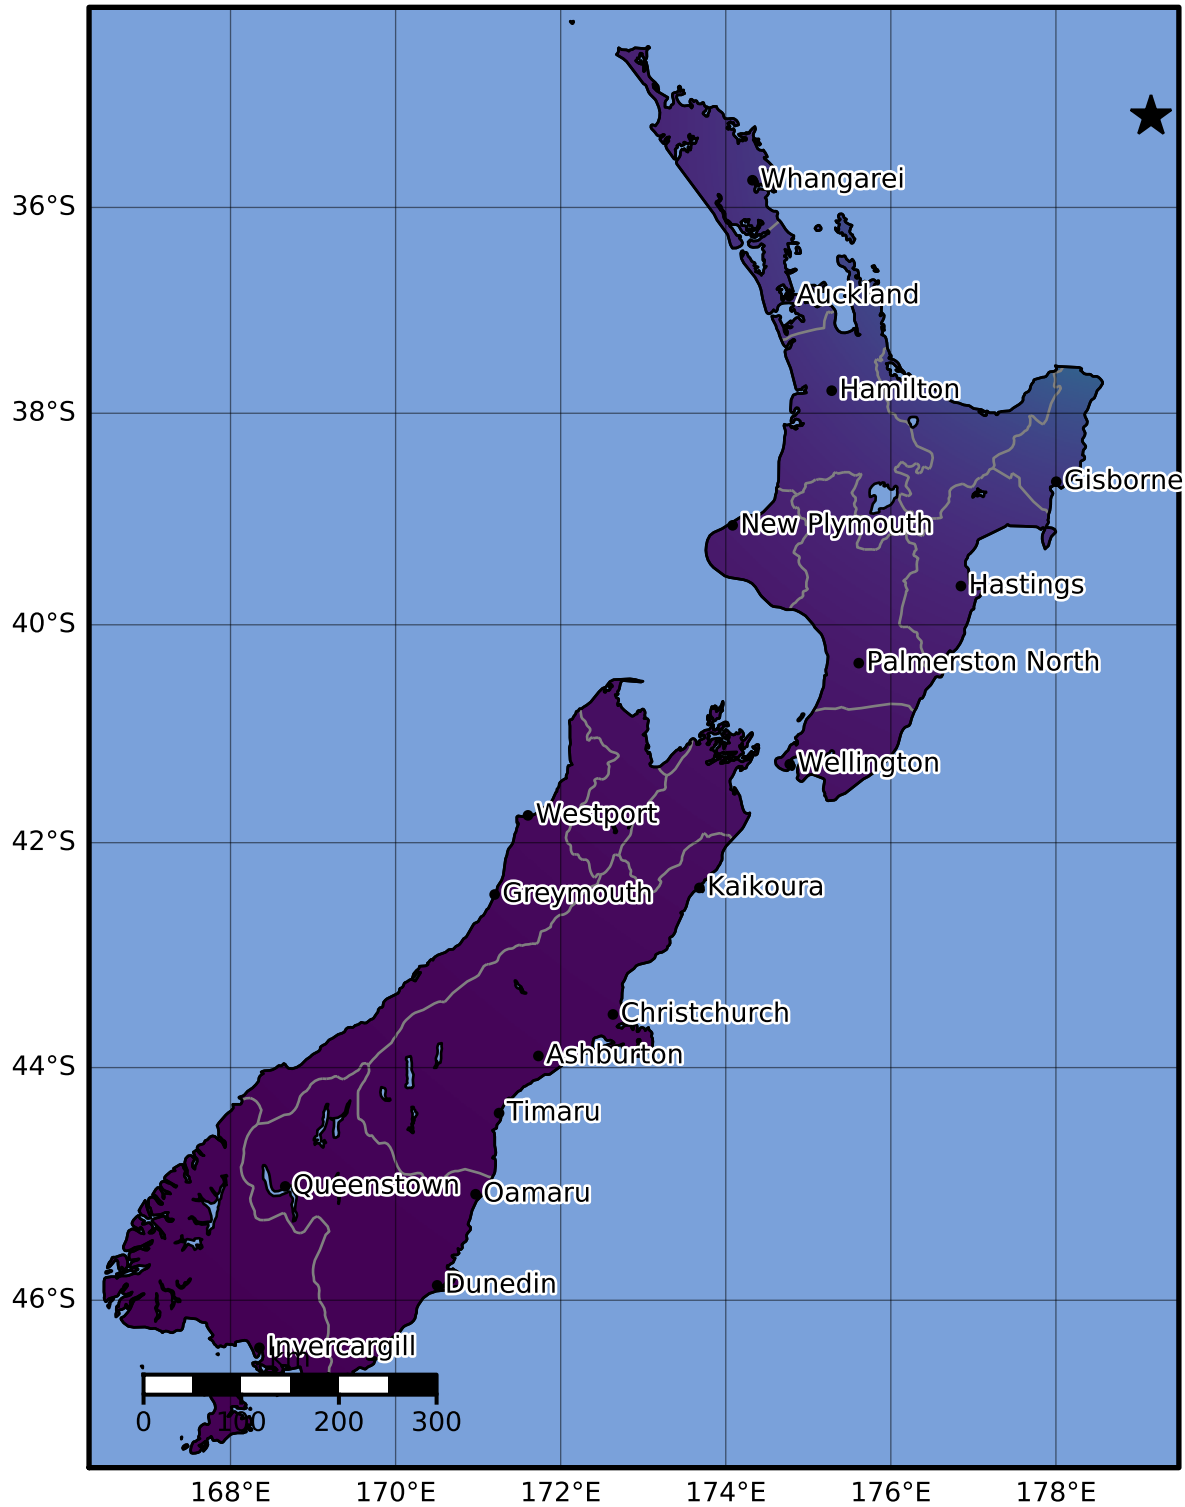 Whangarei
36°S
Auckland
Hamilton
38°S
Gisborne
New Plymouth
Hastings
40°S
Palmerston North
Wellington
Westport
42°S
Kaikoura
Greymouth
Christchurch
Ashburton
44°S
Timaru
Queenstown
Oamaru
Dunedin
46°S
Invercargill
km
0 100 200 300
168°E 170°E 172°E 174°E 176°E 178°E